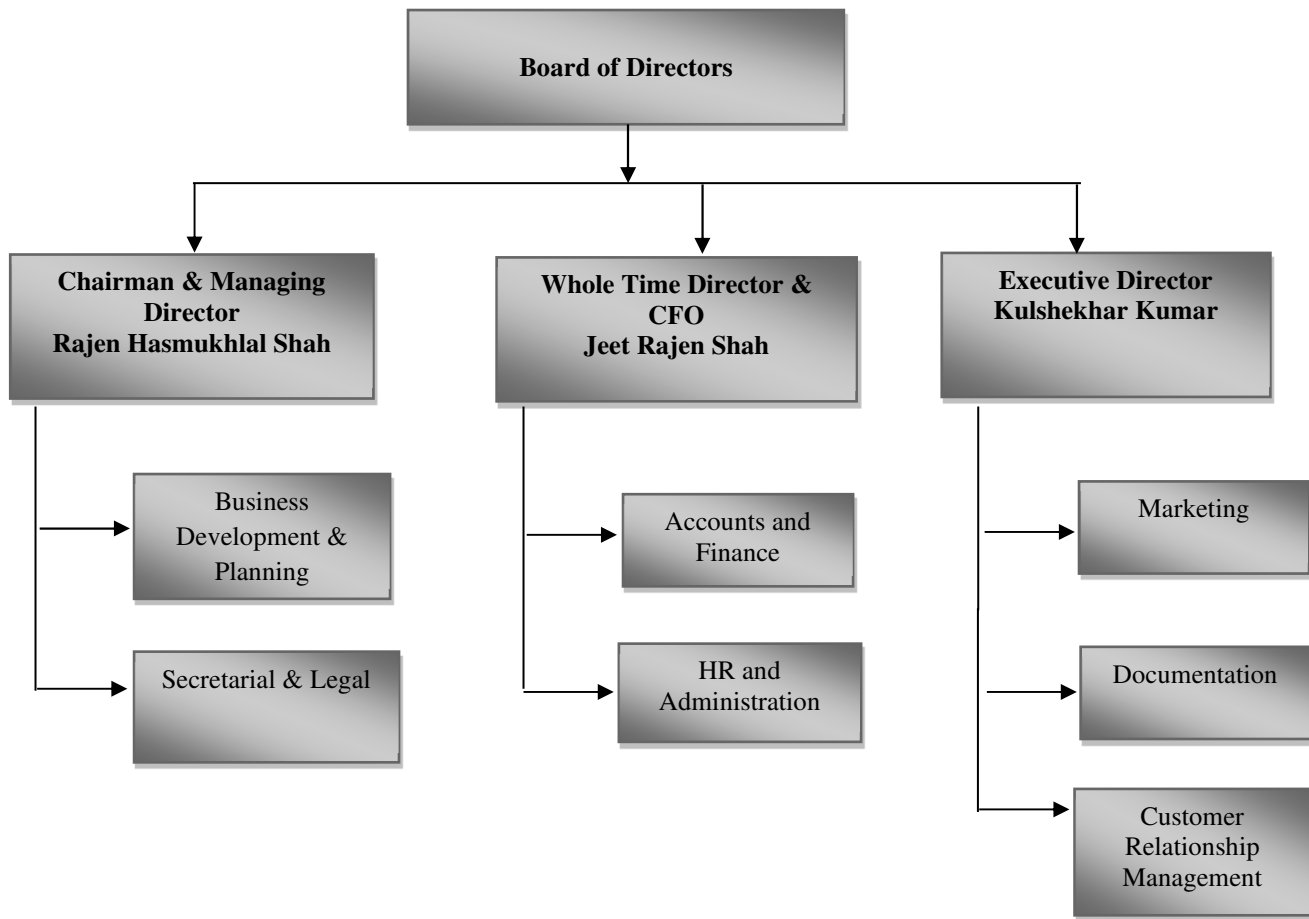 Board of Directors
Chairman & Managing
Director
Rajen Hasmukhlal Shah
Whole Time Director &
CFO
Jeet Rajen Shah
Executive Director
Kulshekhar Kumar
Business
Development &
Planning
Secretarial & Legal
Accounts and
Finance
HR and
Administration
Marketing
Documentation
Customer
Relationship
Management